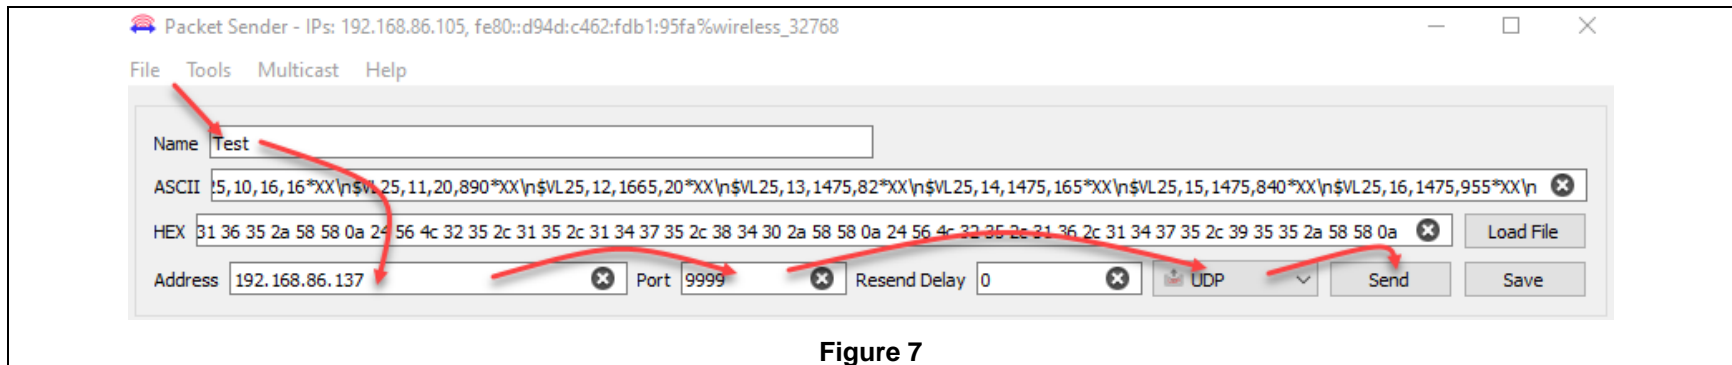 Packet Sender - IPs: 192.168.86.105, fe80::d94d:c462:fdb1:95fa%wireless_32768
File Tools Multicast Help
Name Test
ASCII 25,10,16,16*XX\n$VL25,11,20,890*XX\n$VL25,12,1665,20*XX\n$VL25,13,1475,82*XX\n$VL25,14,1475,165*XX\n$VL25,15,1475,840*XX\n$VL25,16,1475,955*XX\n
HEX 31 36 35 2a 58 58 0a 24 56 4c 32 35 2c 31 35 2c 31 34 37 35 2c 38 34 30 2a 58 58 0a 24 56 4c 32 35 2c 31 36 2c 31 34 37 35 2c 39 35 35 2a 58 58 0a Load File
Address 192.168.86.137 Port 9999 Resend Delay 0 UDP Send Save
Figure 7